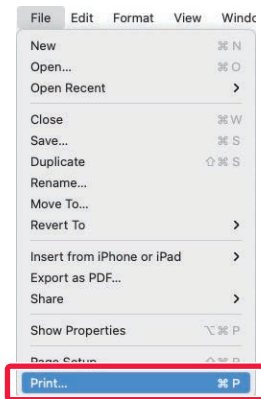 File Edit Format View Windo
New ⌘ N
Open... ⌘ O
Open Recent >
Close ⌘ W
Save... ⌘ S
Duplicate ⇧ ⌘ S
Rename...
Move To...
Revert To >
Insert from iPhone or iPad >
Export as PDF...
Share >
Show Properties ⌥ ⌘ P
Page Setup ⇧ ⌘ P
Print... ⌘ P